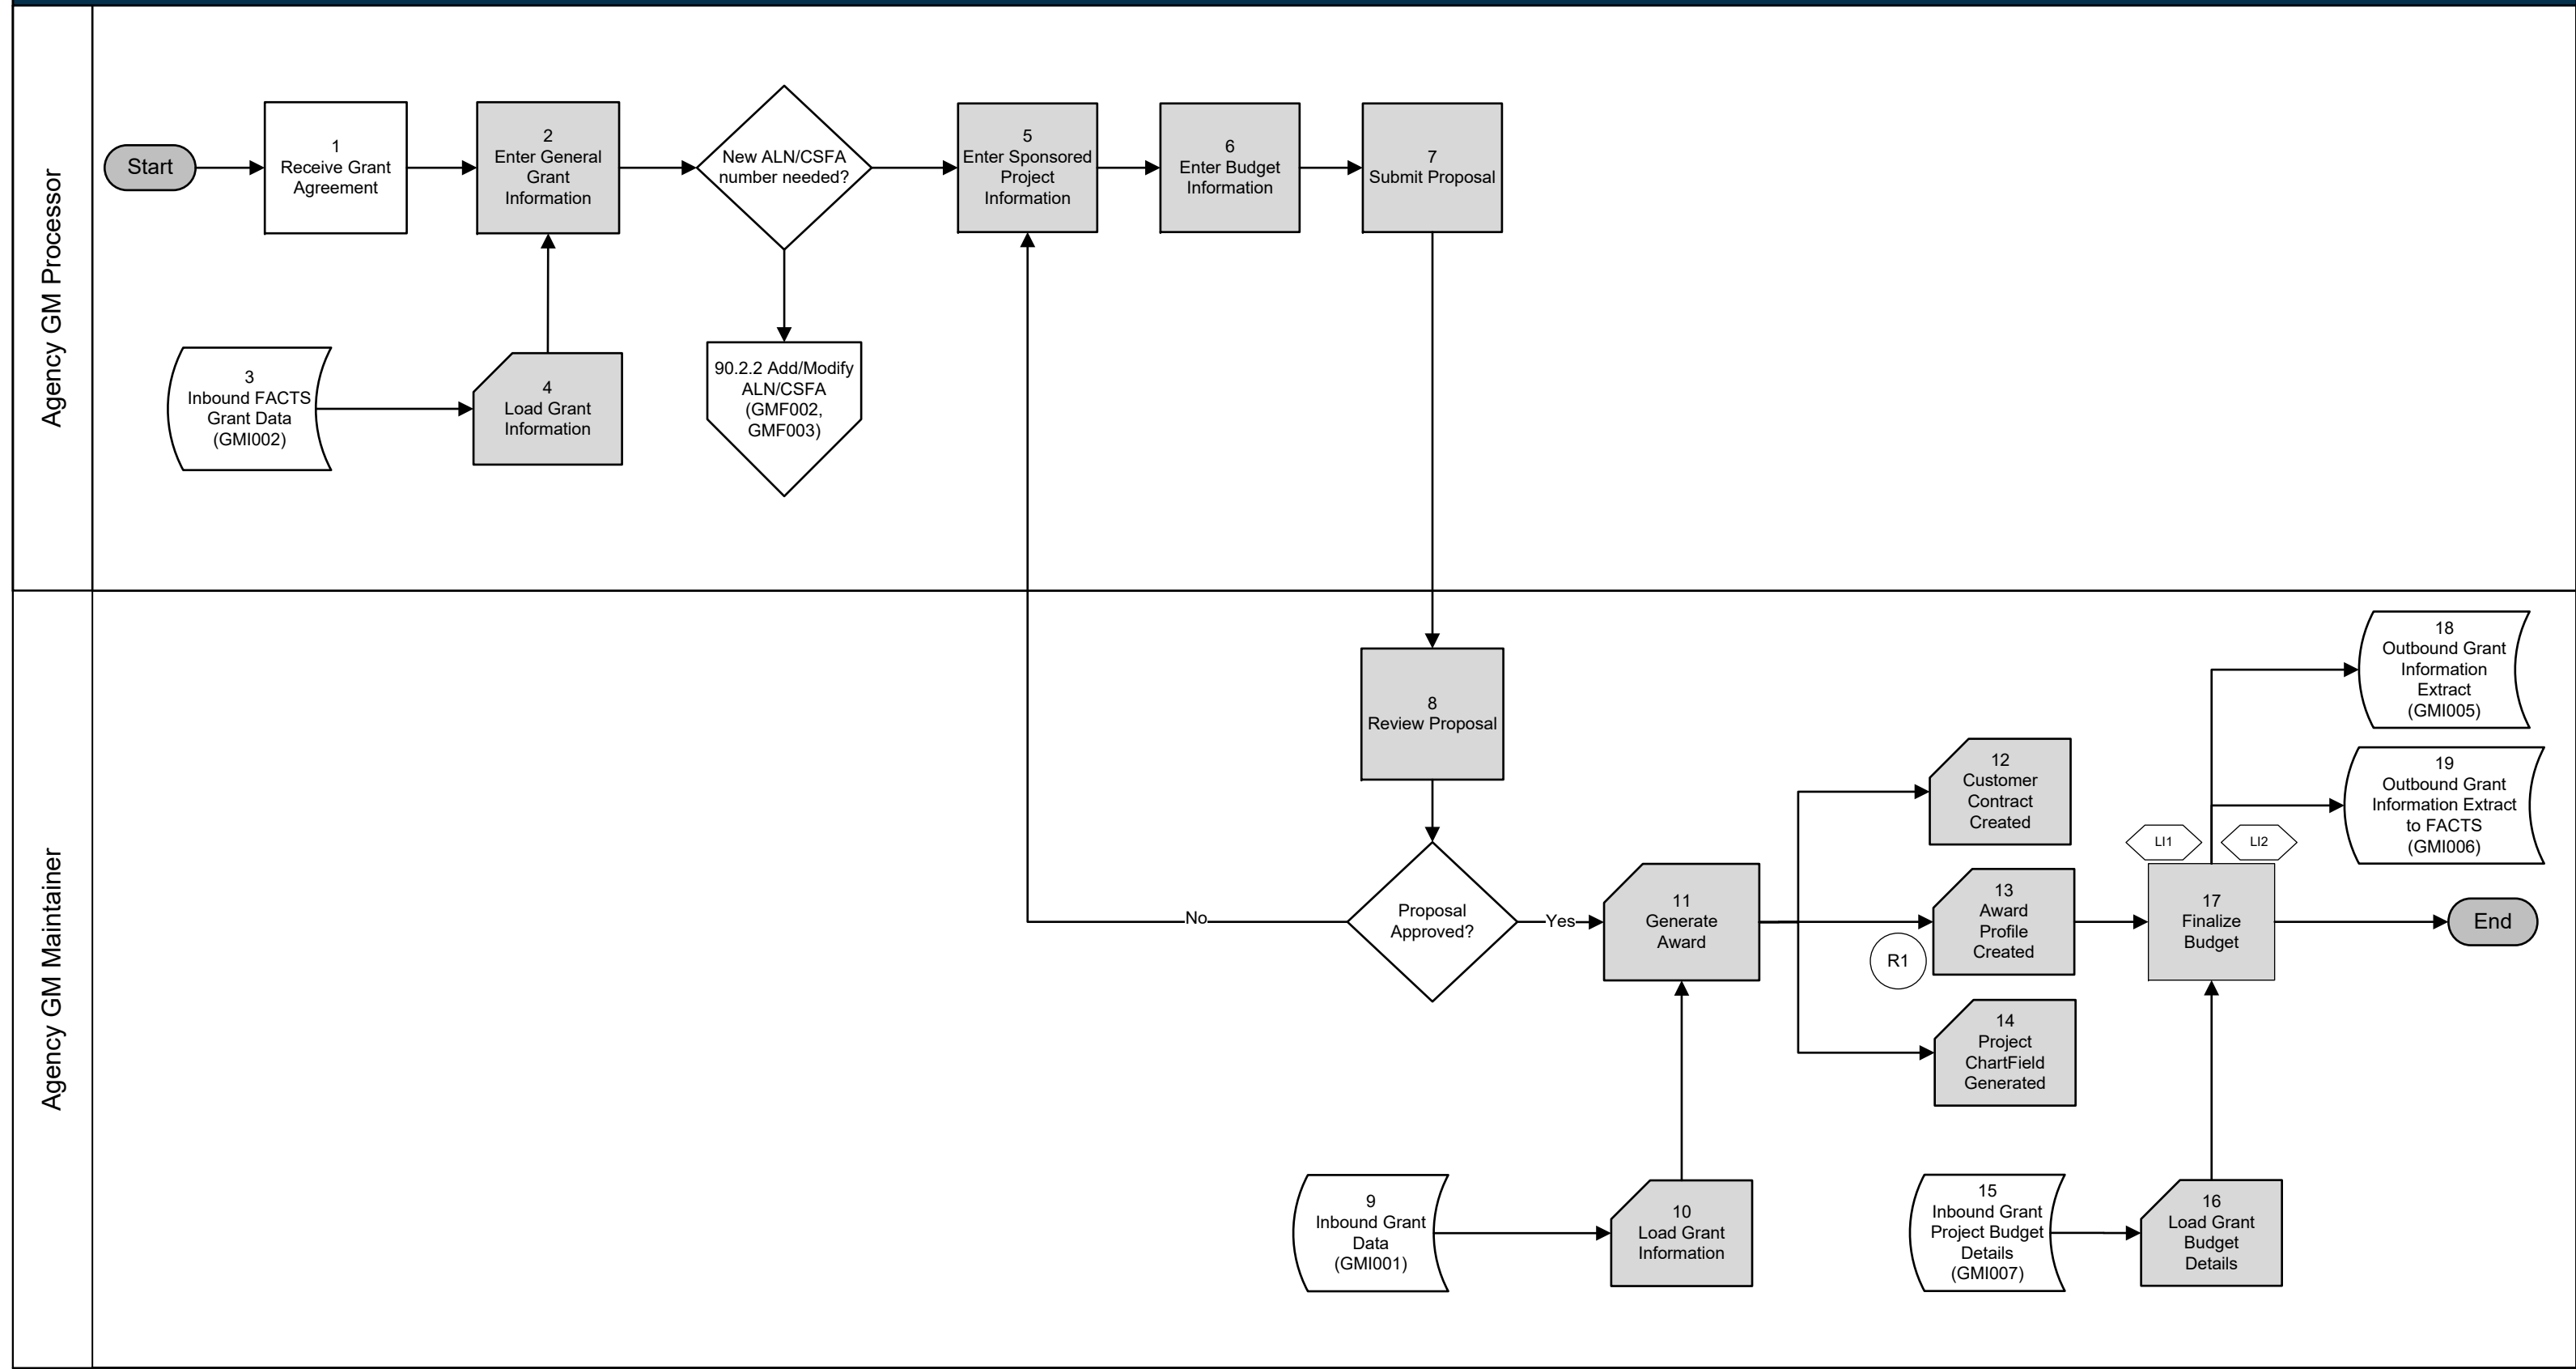 Agency GM Processor
Start
1
Receive Grant
Agreement
2
Enter General
Grant
Information
New ALN/CSFA
number needed?
5
Enter Sponsored
Project
Information
6
Enter Budget
Information
7
Submit Proposal
3
Inbound FACTS
Grant Data
(GMI002)
4
Load Grant
Information
90.2.2 Add/Modify
ALN/CSFA
(GMF002,
GMF003)
Agency GM Maintainer
8
Review Proposal
Proposal
Approved?
No
Yes
11
Generate
Award
12
Customer
Contract
Created
R1
13
Award
Profile
Created
14
Project
ChartField
Generated
LI1
LI2
17
Finalize
Budget
18
Outbound Grant
Information
Extract
(GMI005)
19
Outbound Grant
Information Extract
to FACTS
(GMI006)
End
9
Inbound Grant
Data
(GMI001)
10
Load Grant
Information
15
Inbound Grant
Project Budget
Details
(GMI007)
16
Load Grant
Budget
Details